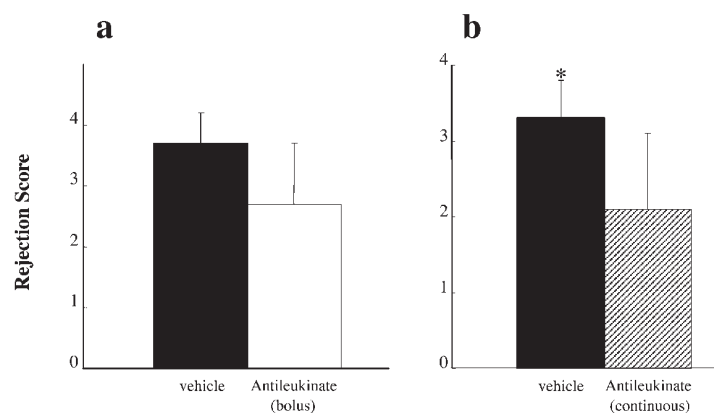 a
b
Rejection Score
4
3
2
1
0
vehicle
Antileukinate
(bolus)
4
3
2
1
0
*
vehicle
Antileukinate
(continuous)